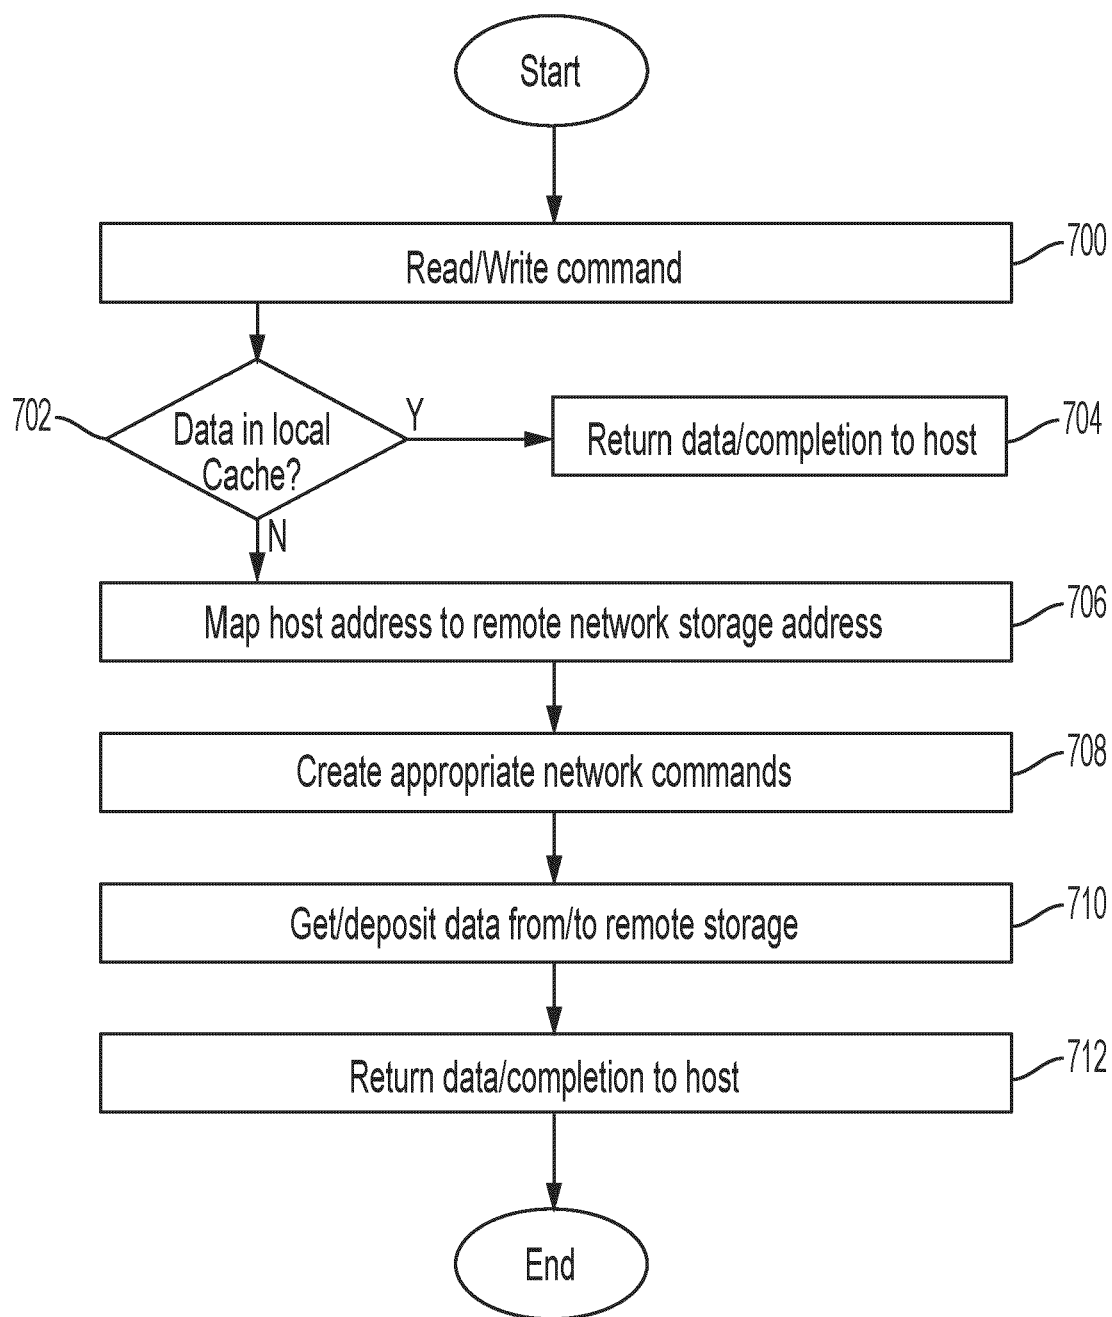 Start
Read/Write command
700
702
Data in local
Cache?
Y
Return data/completion to host
704
N
Map host address to remote network storage address
706
Create appropriate network commands
708
Get/deposit data from/to remote storage
710
Return data/completion to host
712
End